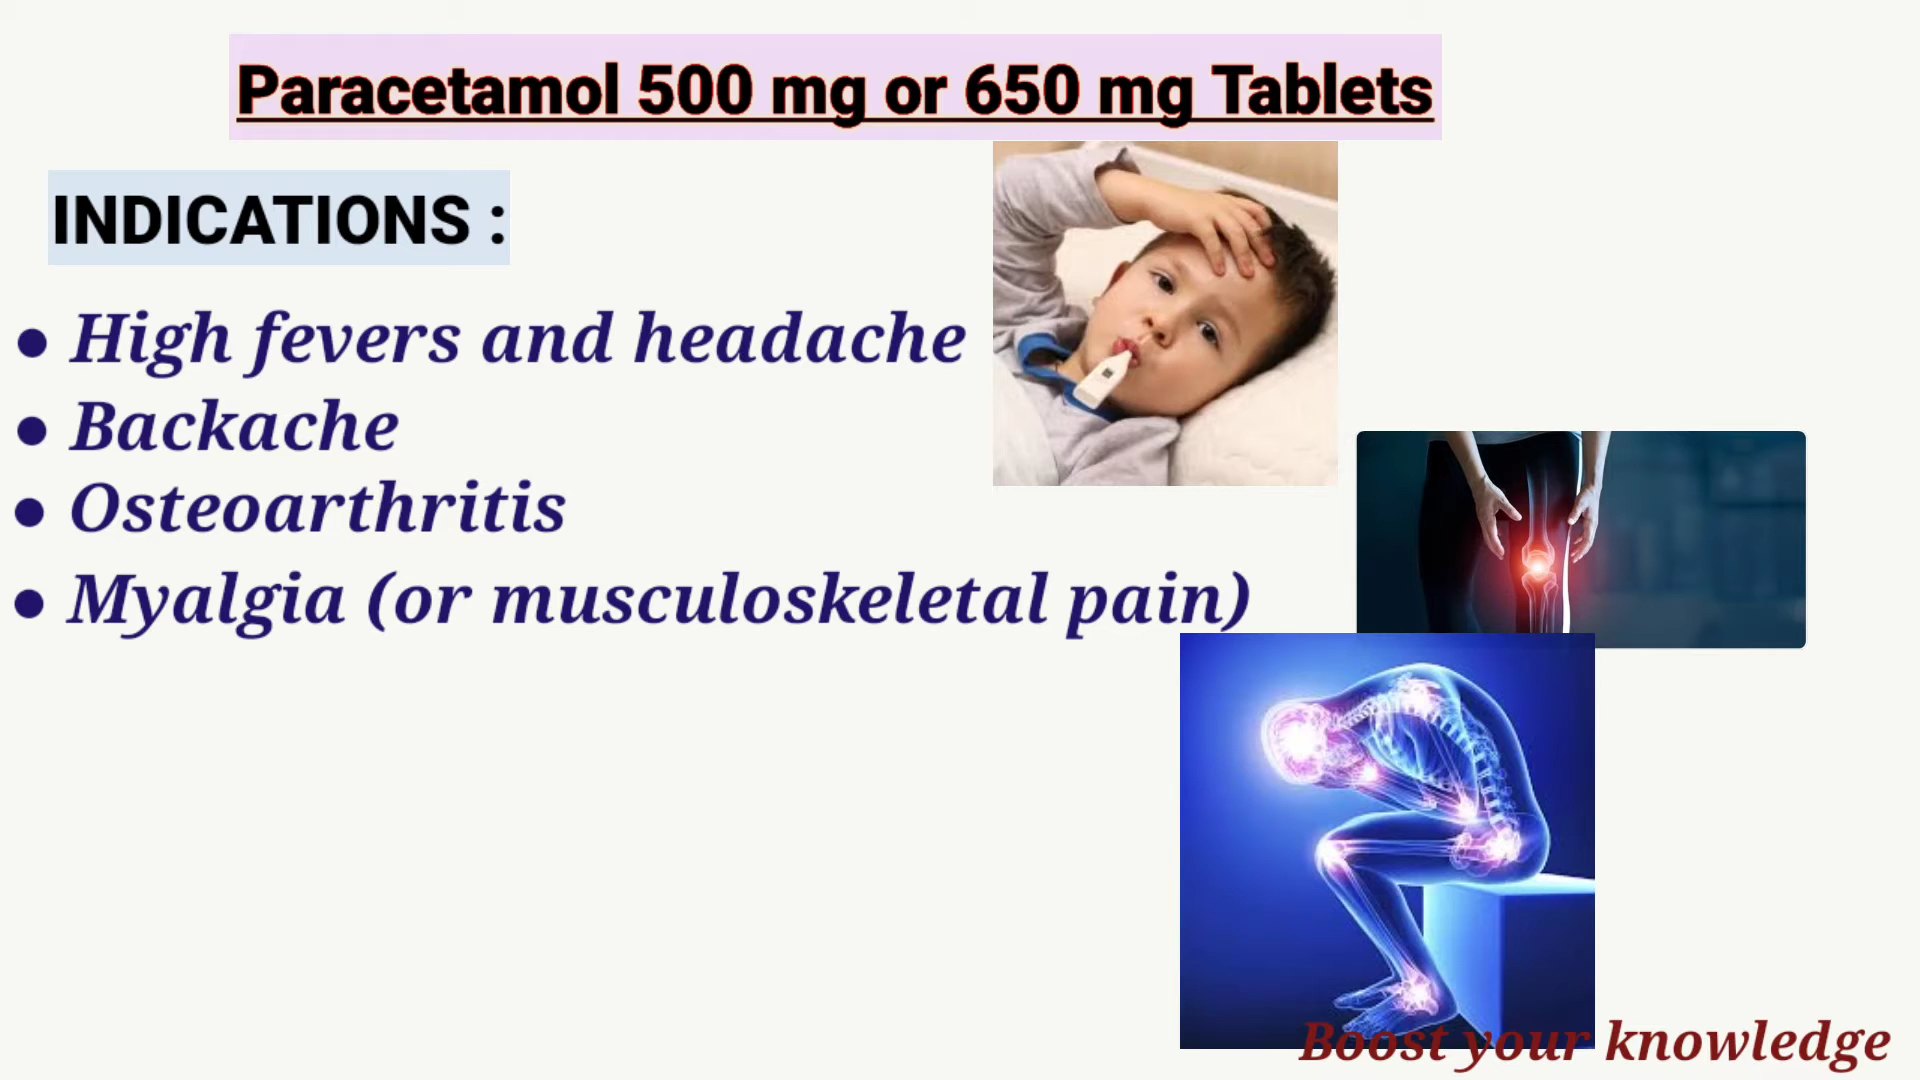 Paracetamol 500 mg or 650 mg Tablets
INDICATIONS :
• High fevers and headache
• Backache
• Osteoarthritis
• Myalgia (or musculoskeletal pain)
Boost your knowledge